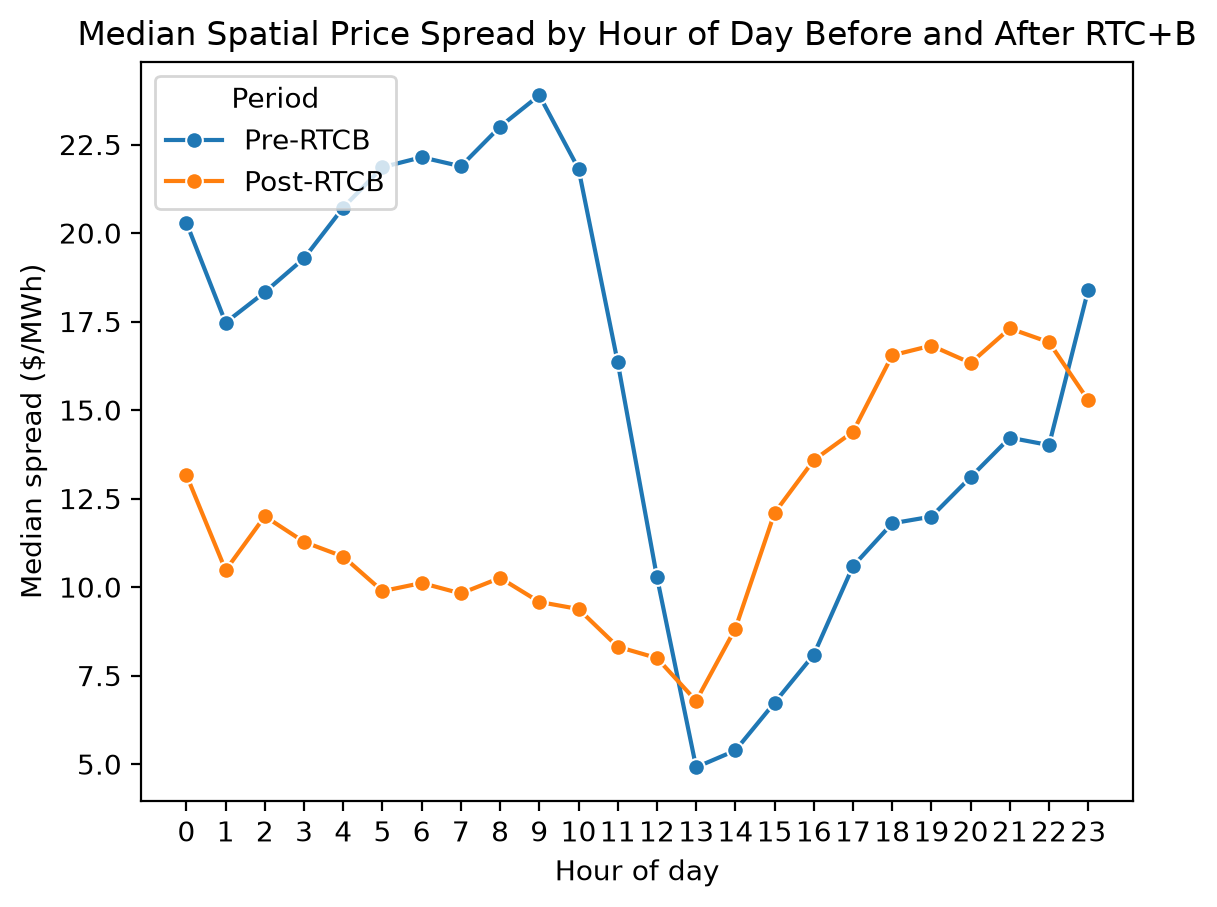 Median Spatial Price Spread by Hour of Day Before and After RTC+B
Period
Pre-RTCB
Post-RTCB
22.5
20.0
17.5
15.0
12.5
10.0
7.5
5.0
Median spread ($/MWh)
0 1 2 3 4 5 6 7 8 9 10 11 12 13 14 15 16 17 18 19 20 21 22 23
Hour of day